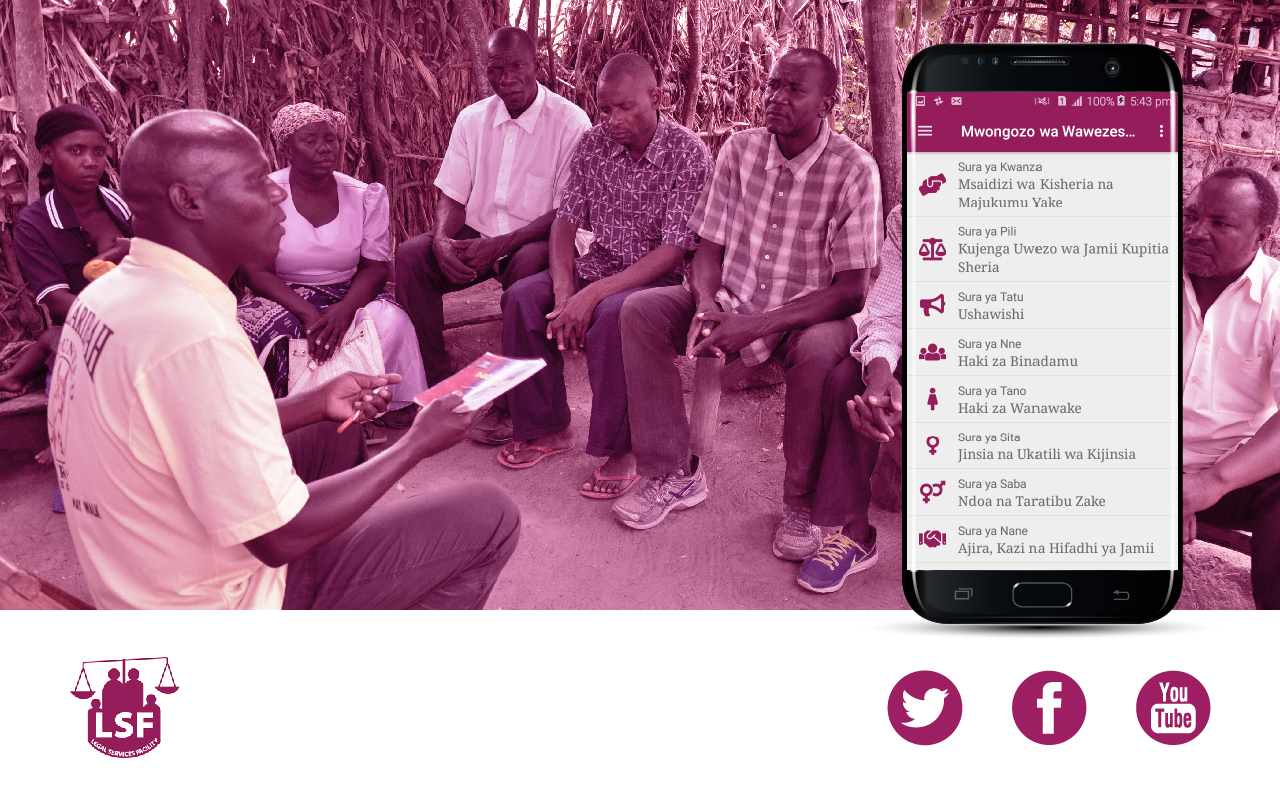 100% 5:43 pm
Mwongozo wa Wawezes...
Sura ya Kwanza
Msaidizi wa Kisheria na
Majukumu Yake
Sura ya Pili
Kujenga Uwezo wa Jamii Kupitia
Sheria
Sura ya Tatu
Ushawishi
Sura ya Nne
Haki za Binadamu
Sura ya Tano
Haki za Wanawake
Sura ya Sita
Jinsia na Ukatili wa Kijinsia
Sura ya Saba
Ndoa na Taratibu Zake
Sura ya Nane
Ajira, Kazi na Hifadhi ya Jamii
MAY WALK
LSF
LEGAL SERVICES FACILITY
You
Tube